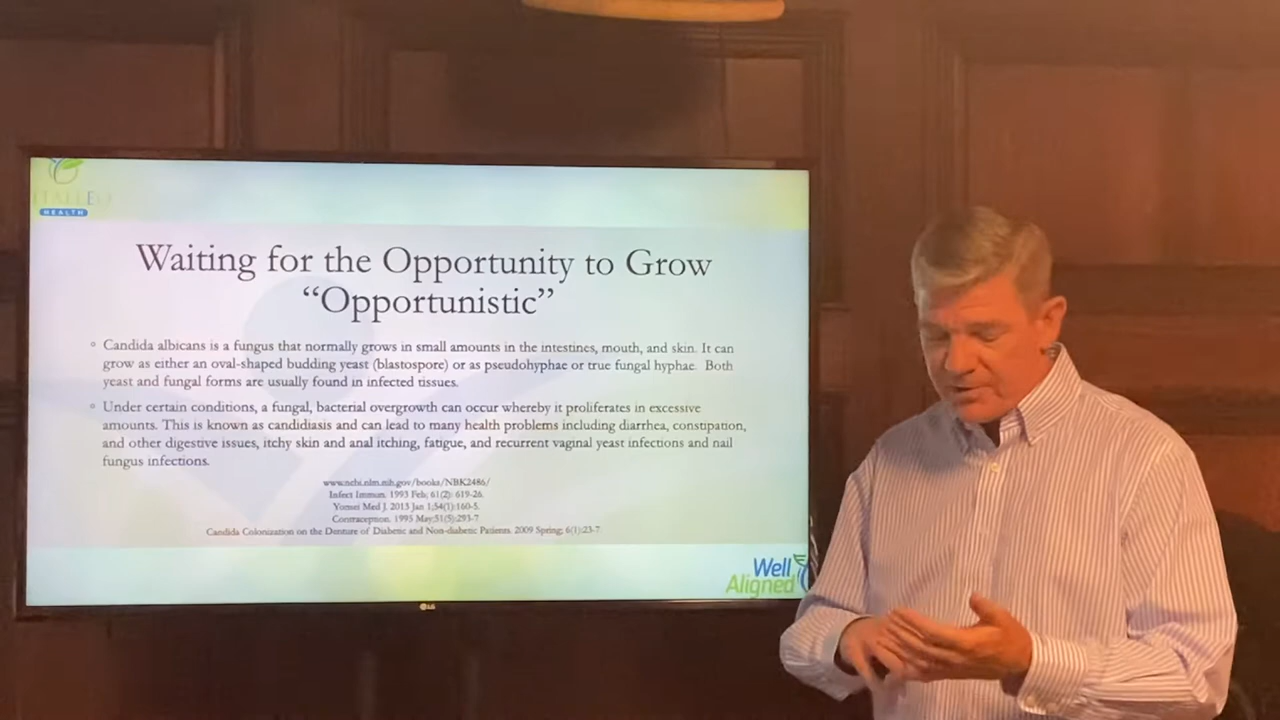 HEALTH
Waiting for the Opportunity to Grow
“Opportunistic”
Candida albicans is a fungus that normally grows in small amounts in the intestines, mouth, and skin. It can
grow as either an oval-shaped budding yeast (blastospore) or as pseudohyphae or true fungal hyphae. Both
yeast and fungal forms are usually found in infected tissues.
Under certain conditions, a fungal, bacterial overgrowth can occur whereby it proliferates in excessive
amounts. This is known as candidiasis and can lead to many health problems including diarrhea, constipation,
and other digestive issues, itchy skin and anal itching, fatigue, and recurrent vaginal yeast infections and nail
fungus infections.
www.ncbi.nlm.nih.gov/books/NBK2486/
Infect Immun. 1993 Feb; 61(2): 619-26.
Yonsei Med J. 2013 Jan 1;54(1):160-5.
Contraception. 1995 May;51(5):293-7
Candida Colonization on the Denture of Diabetic and Non-diabetic Patients. 2009 Spring; 6(1):23-7.
Well
Aligned
LG